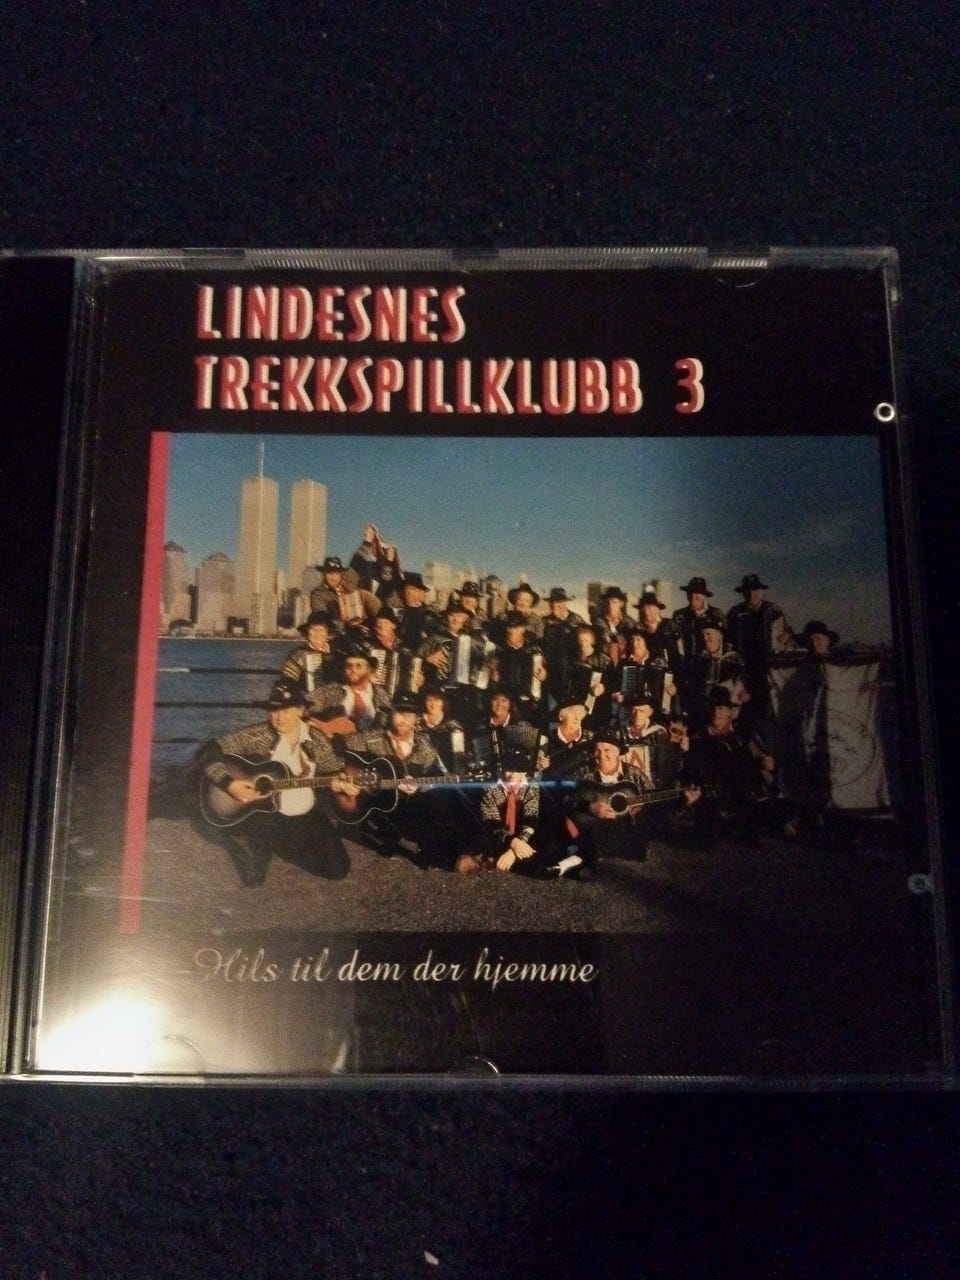 LINDESNES
TREKKSPILLKLUBB 3
Hils til dem der hjemme